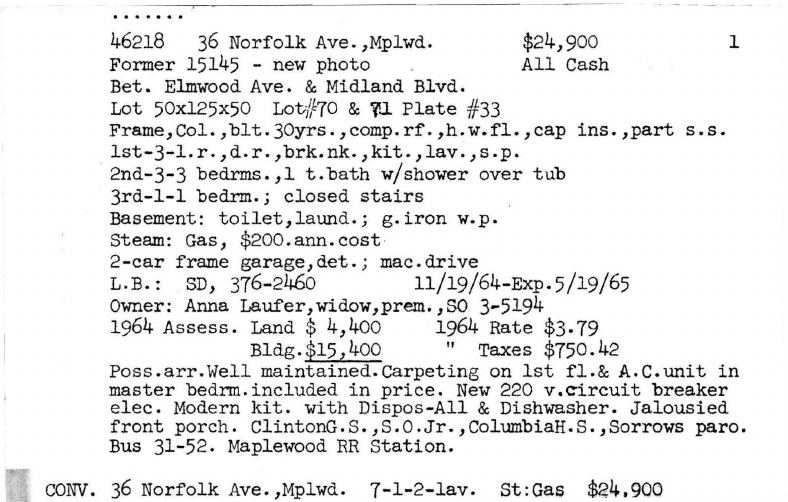 .......
46218 36 Norfolk Ave.,Mplwd. $24,900 1
Former 15145 - new photo All Cash
Bet. Elmwood Ave. & Midland Blvd.
Lot 50x125x50 Lot#70 & 71 Plate #33
Frame,Col.,blt.30yrs.,comp.rf.,h.w.fl.,cap ins.,part s.s.
1st-3-l.r.,d.r.,brk.nk.,kit.,lav.,s.p.
2nd-3-3 bedrms.,1 t.bath w/shower over tub
3rd-1-1 bedrm.; closed stairs
Basement: toilet,laund.; g.iron w.p.
Steam: Gas, $200.ann.cost
2-car frame garage,det.; mac.drive
L.B.: SD, 376-2460 11/19/64-Exp.5/19/65
Owner: Anna Laufer,widow,prem.,SO 3-5194
1964 Assess. Land $ 4,400 1964 Rate $3.79
Bldg.$15,400 " Taxes $750.42
Poss.arr.Well maintained.Carpeting on 1st fl.& A.C.unit in
master bedrm.included in price. New 220 v.circuit breaker
elec. Modern kit. with Dispos-All & Dishwasher. Jalousied
front porch. ClintonG.S.,S.O.Jr.,ColumbiaH.S.,Sorrows paro.
Bus 31-52. Maplewood RR Station.
CONV. 36 Norfolk Ave.,Mplwd. 7-1-2-lav. St:Gas $24.900